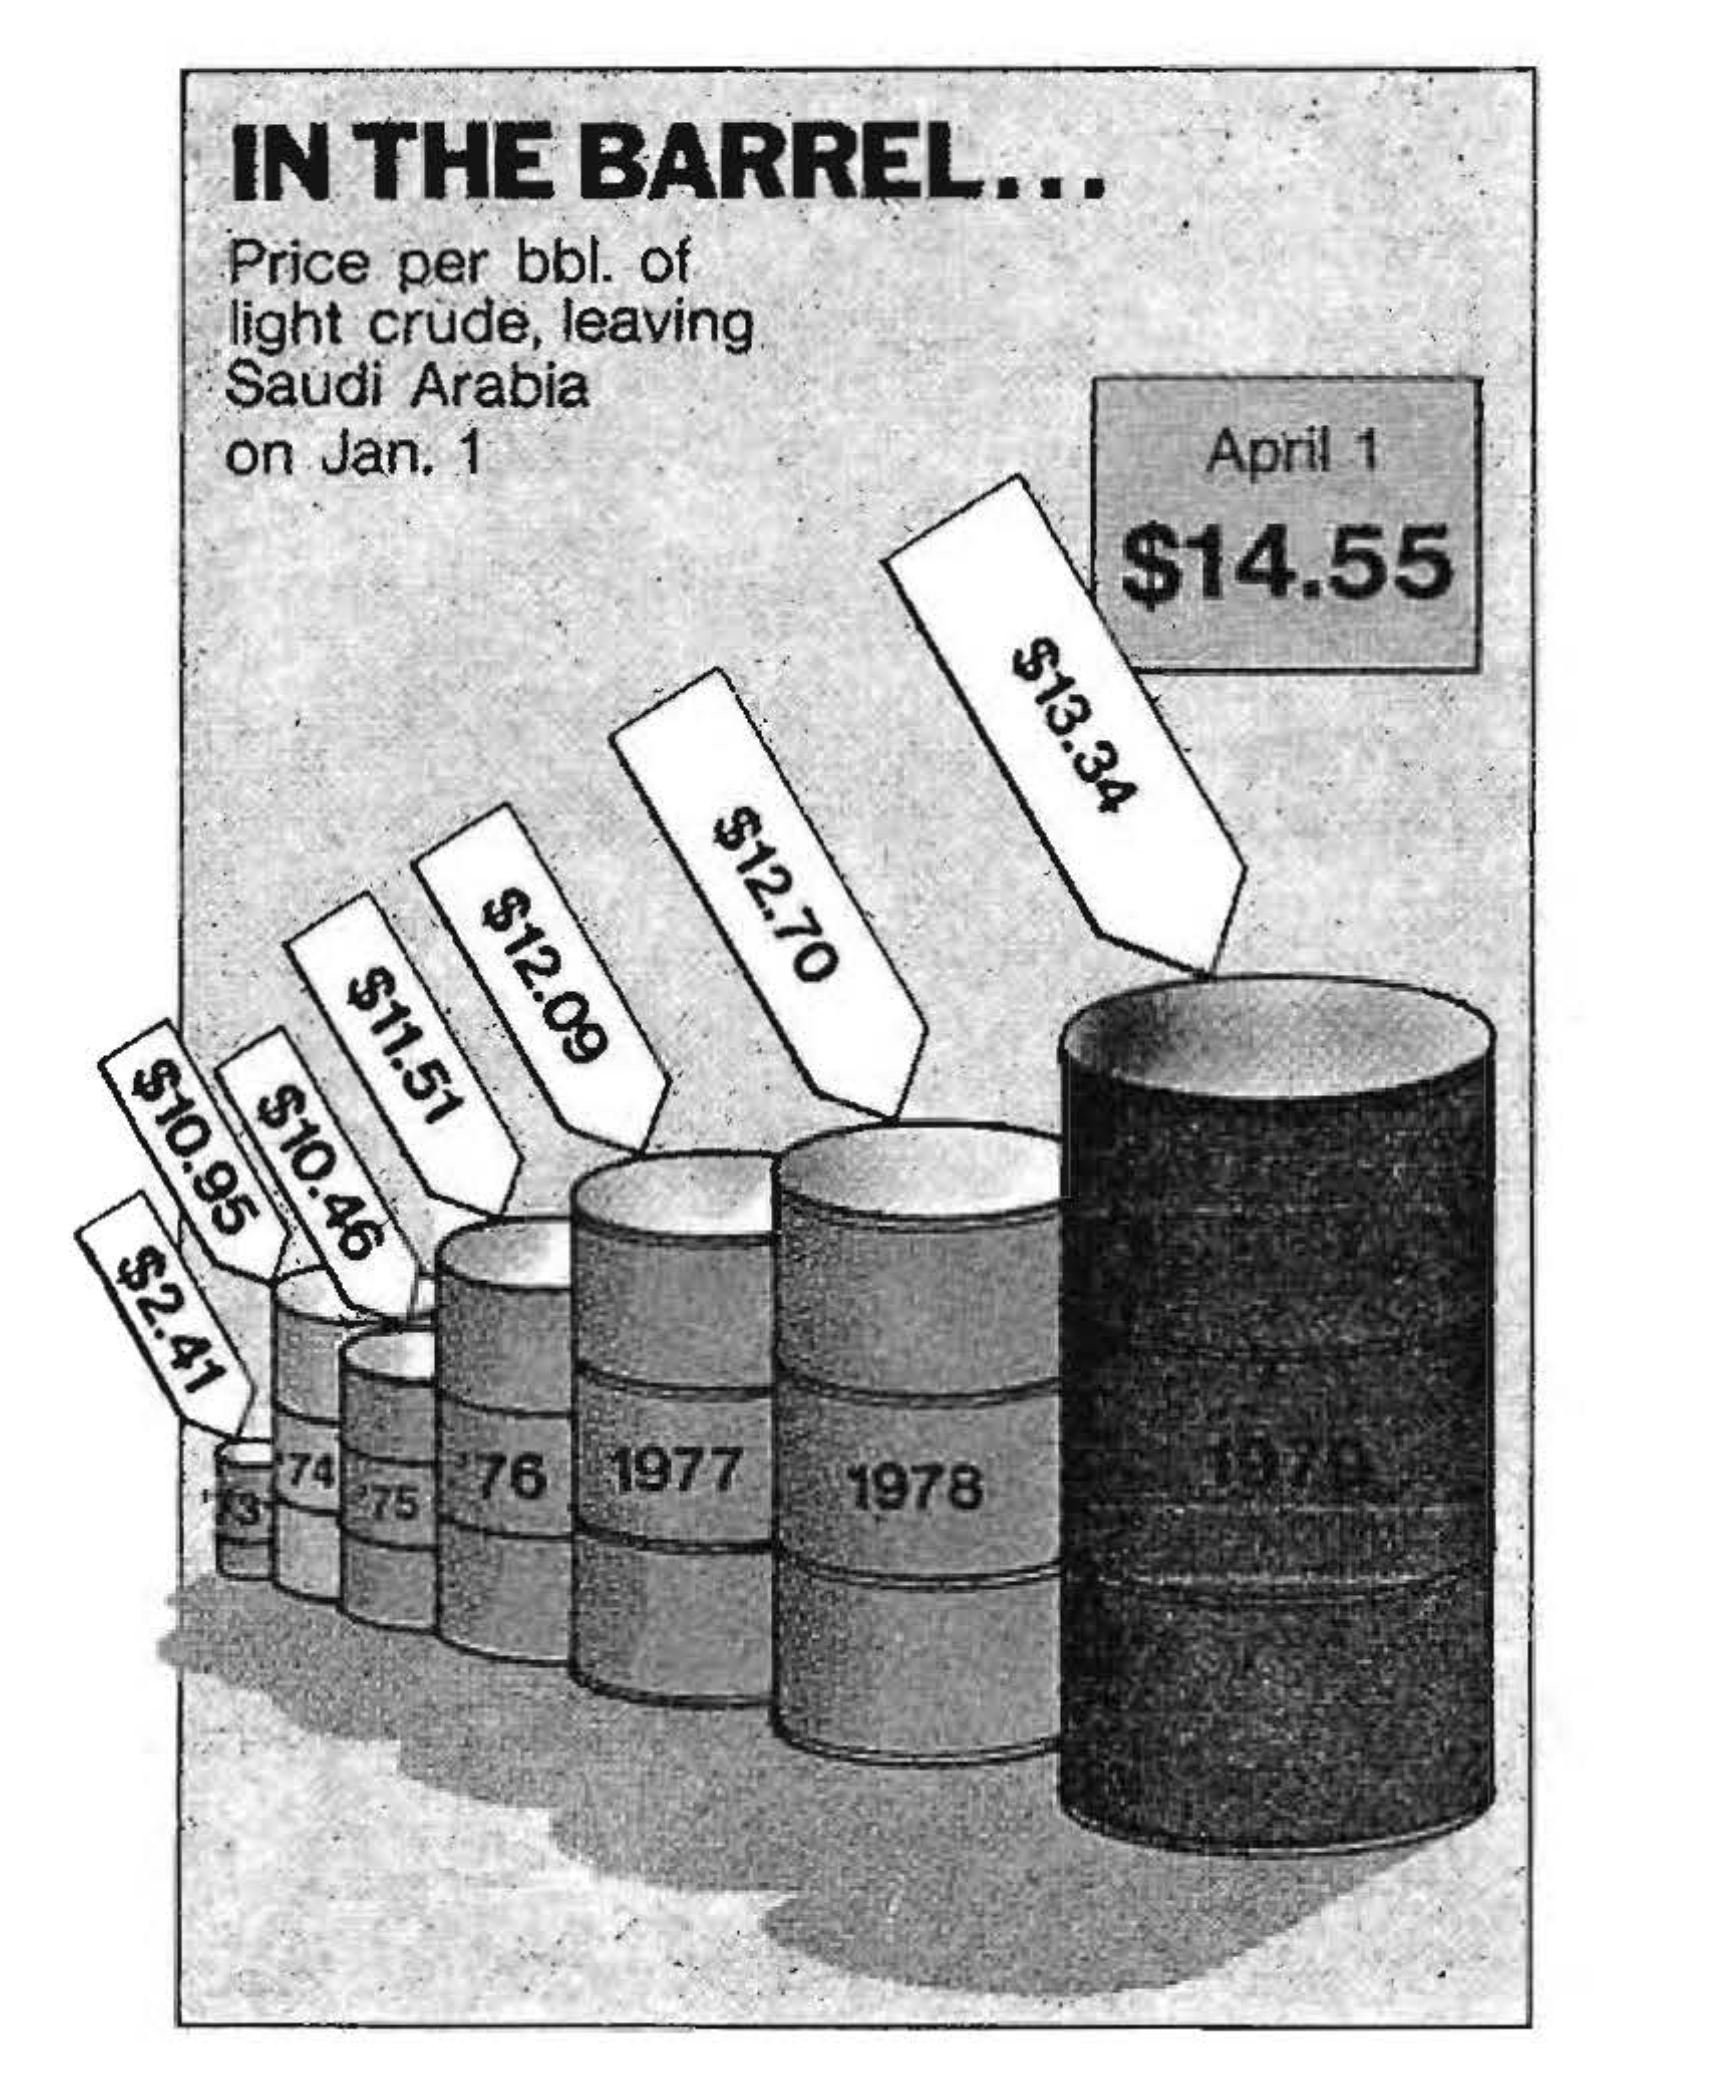 IN THE BARREL...
Price per bbl. of
light crude, leaving
Saudi Arabia
on Jan. 1
April 1
$14.55
$13.34
$12.70
$12.09
$11.51
$10.46
$10.95
$2.41
'73
'74
'75
'76
1977
1978
1979